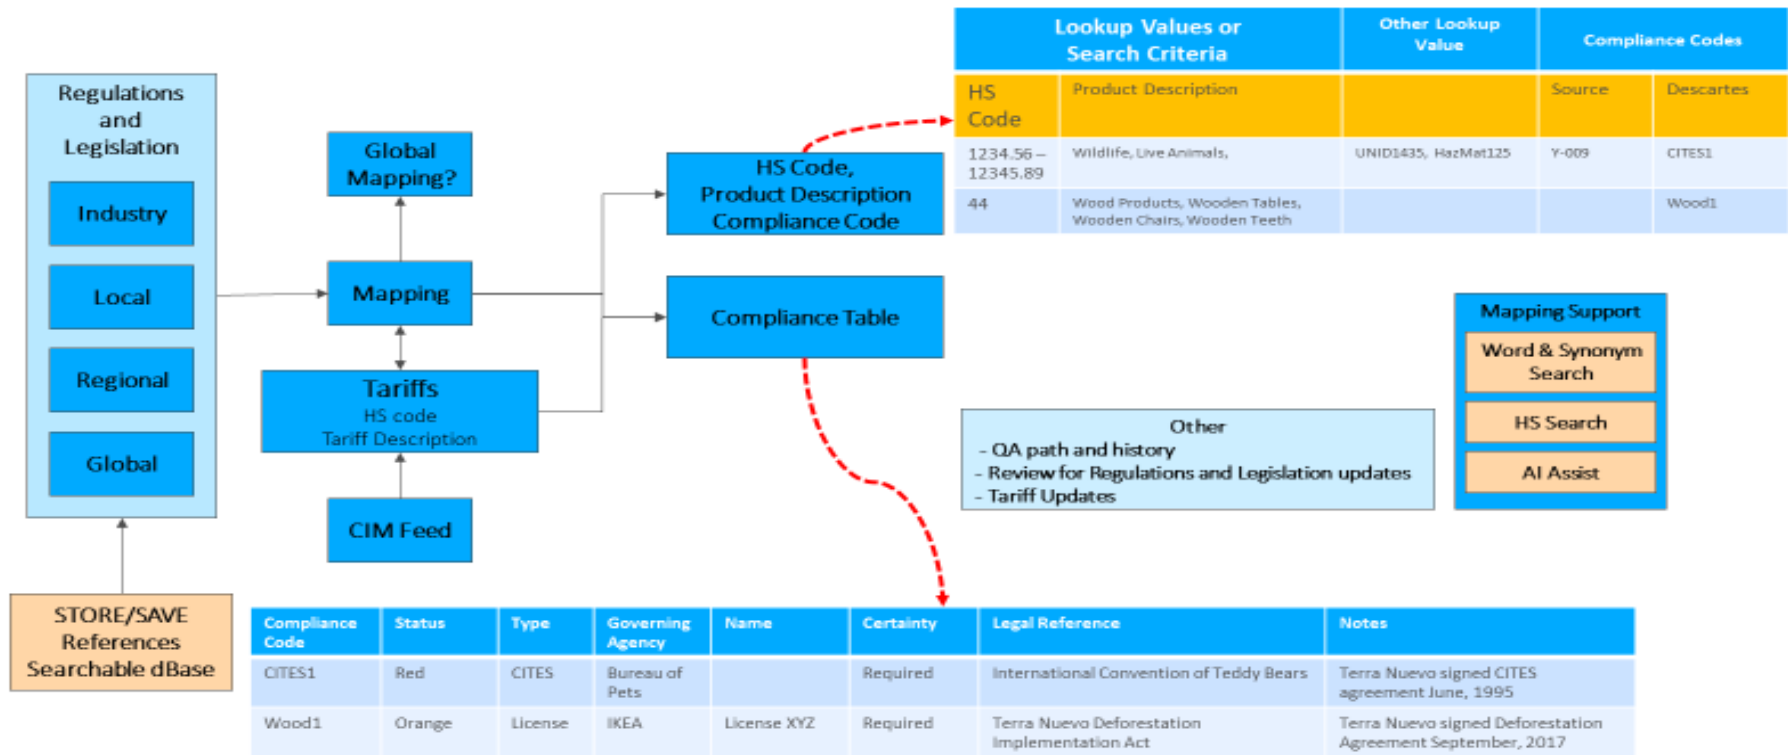 Regulations
and
Legislation
Industry
Local
Regional
Global
STORE/SAVE
References
Searchable dBase
Global
Mapping?
Mapping
Tariffs
HS code
Tariff Description
CIM Feed
HS Code,
Product Description
Compliance Code
Compliance Table
Lookup Values or
Search Criteria
Other Lookup
Value
Compliance Codes
HS
Code
Product Description
Source
Descartes
1234.56 –
12345.89
Wildlife, Live Animals,
UNID1435, HazMat125
Y-009
CITES1
44
Wood Products, Wooden Tables,
Wooden Chairs, Wooden Teeth
Wood1
Other
- QA path and history
- Review for Regulations and Legislation updates
- Tariff Updates
Mapping Support
Word & Synonym
Search
HS Search
AI Assist
Compliance
Code
Status
Type
Governing
Agency
Name
Certainty
Legal Reference
Notes
CITES1
Red
CITES
Bureau of
Pets
Required
International Convention of Teddy Bears
Terra Nuevo signed CITES
agreement June, 1995
Wood1
Orange
License
IKEA
License XYZ
Required
Terra Nuevo Deforestation
Implementation Act
Terra Nuevo signed Deforestation
Agreement September, 2017